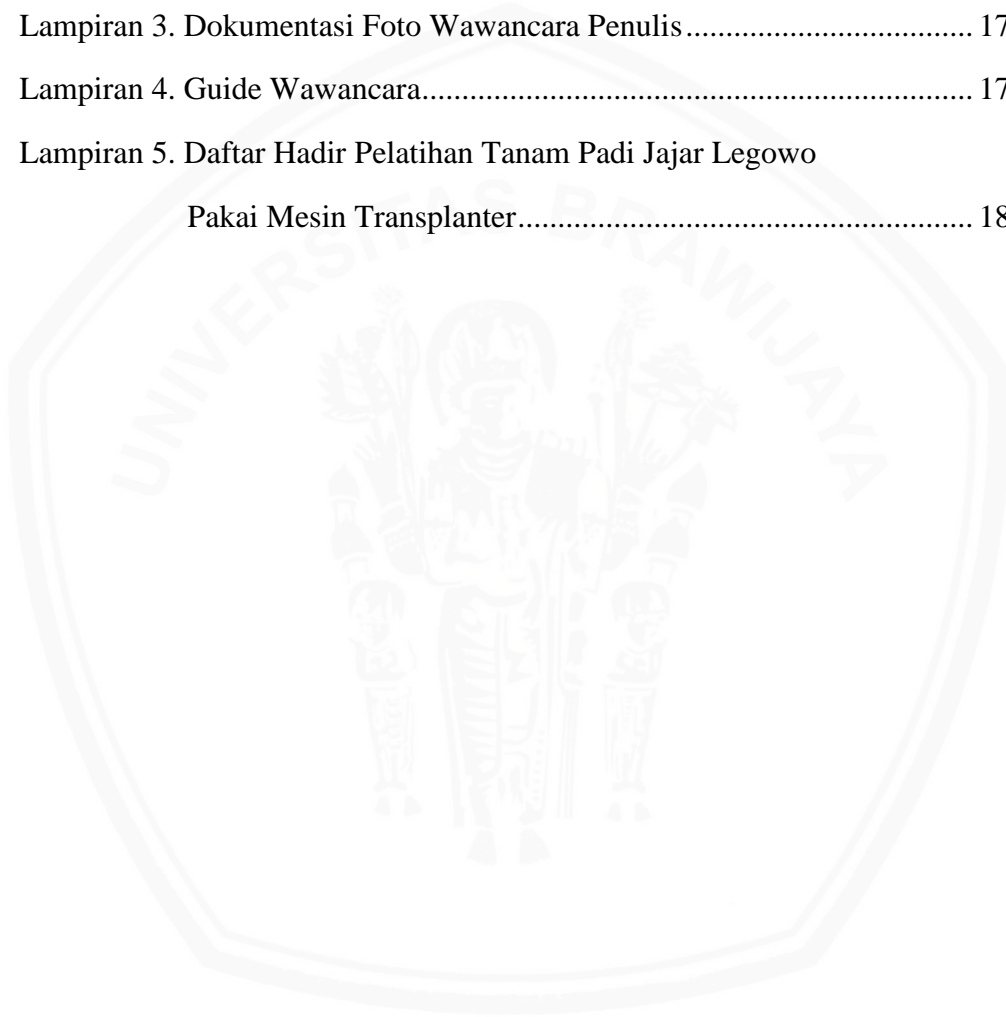 Lampiran 3. Dokumentasi Foto Wawancara Penulis.................................. 17
Lampiran 4. Guide Wawancara.................................................................. 17
Lampiran 5. Daftar Hadir Pelatihan Tanam Padi Jajar Legowo
Pakai Mesin Transplanter...................................................... 18
UNIVERSITAS BRAWIJAYA